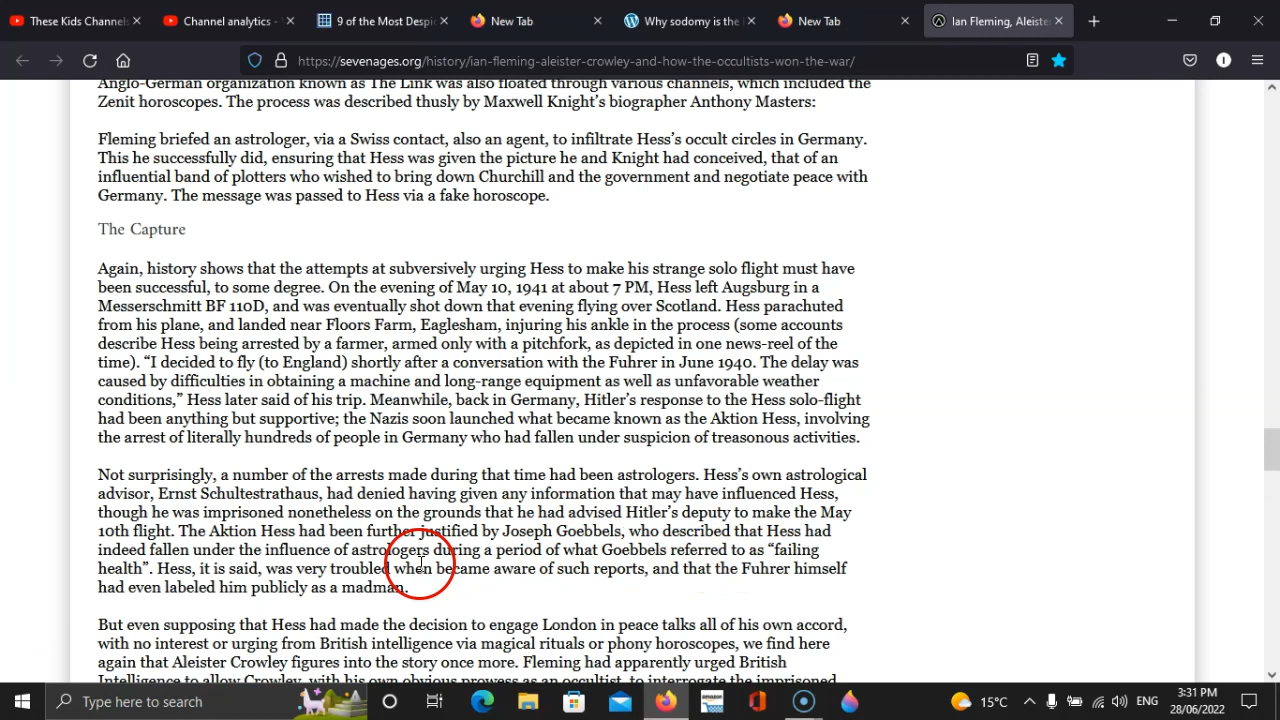 These Kids Channels
Channel analytics -
9 of the Most Despi
New Tab
Why sodomy is the
New Tab
Ian Fleming, Aleister
https://sevenages.org/history/ian-fleming-aleister-crowley-and-how-the-occultists-won-the-war/
Anglo-German organization known as The Link was also floated through various channels, which included the
Zenit horoscopes. The process was described thusly by Maxwell Knight's biographer Anthony Masters:
Fleming briefed an astrologer, via a Swiss contact, also an agent, to infiltrate Hess's occult circles in Germany.
This he successfully did, ensuring that Hess was given the picture he and Knight had conceived, that of an
influential band of plotters who wished to bring down Churchill and the government and negotiate peace with
Germany. The message was passed to Hess via a fake horoscope.
The Capture
Again, history shows that the attempts at subversively urging Hess to make his strange solo flight must have
been successful, to some degree. On the evening of May 10, 1941 at about 7 PM, Hess left Augsburg in a
Messerschmitt BF 110D, and was eventually shot down that evening flying over Scotland. Hess parachuted
from his plane, and landed near Floors Farm, Eaglesham, injuring his ankle in the process (some accounts
describe Hess being arrested by a farmer, armed only with a pitchfork, as depicted in one news-reel of the
time). “I decided to fly (to England) shortly after a conversation with the Fuhrer in June 1940. The delay was
caused by difficulties in obtaining a machine and long-range equipment as well as unfavorable weather
conditions,” Hess later said of his trip. Meanwhile, back in Germany, Hitler's response to the Hess solo-flight
had been anything but supportive; the Nazis soon launched what became known as the Aktion Hess, involving
the arrest of literally hundreds of people in Germany who had fallen under suspicion of treasonous activities.
Not surprisingly, a number of the arrests made during that time had been astrologers. Hess's own astrological
advisor, Ernst Schultestrathaus, had denied having given any information that may have influenced Hess,
though he was imprisoned nonetheless on the grounds that he had advised Hitler's deputy to make the May
10th flight. The Aktion Hess had been further justified by Joseph Goebbels, who described that Hess had
indeed fallen under the influence of astrologers during a period of what Goebbels referred to as “failing
health”. Hess, it is said, was very troubled when became aware of such reports, and that the Fuhrer himself
had even labeled him publicly as a madman.
But even supposing that Hess had made the decision to engage London in peace talks all of his own accord,
with no interest or urging from British intelligence via magical rituals or phony horoscopes, we find here
again that Aleister Crowley figures into the story once more. Fleming had apparently urged British
Intelligence to allow Crowley, with his own obvious prowess as an occultist, to interrogate the imprisoned
Type here to search
15°C
ENG
3:31 PM
28/06/2022